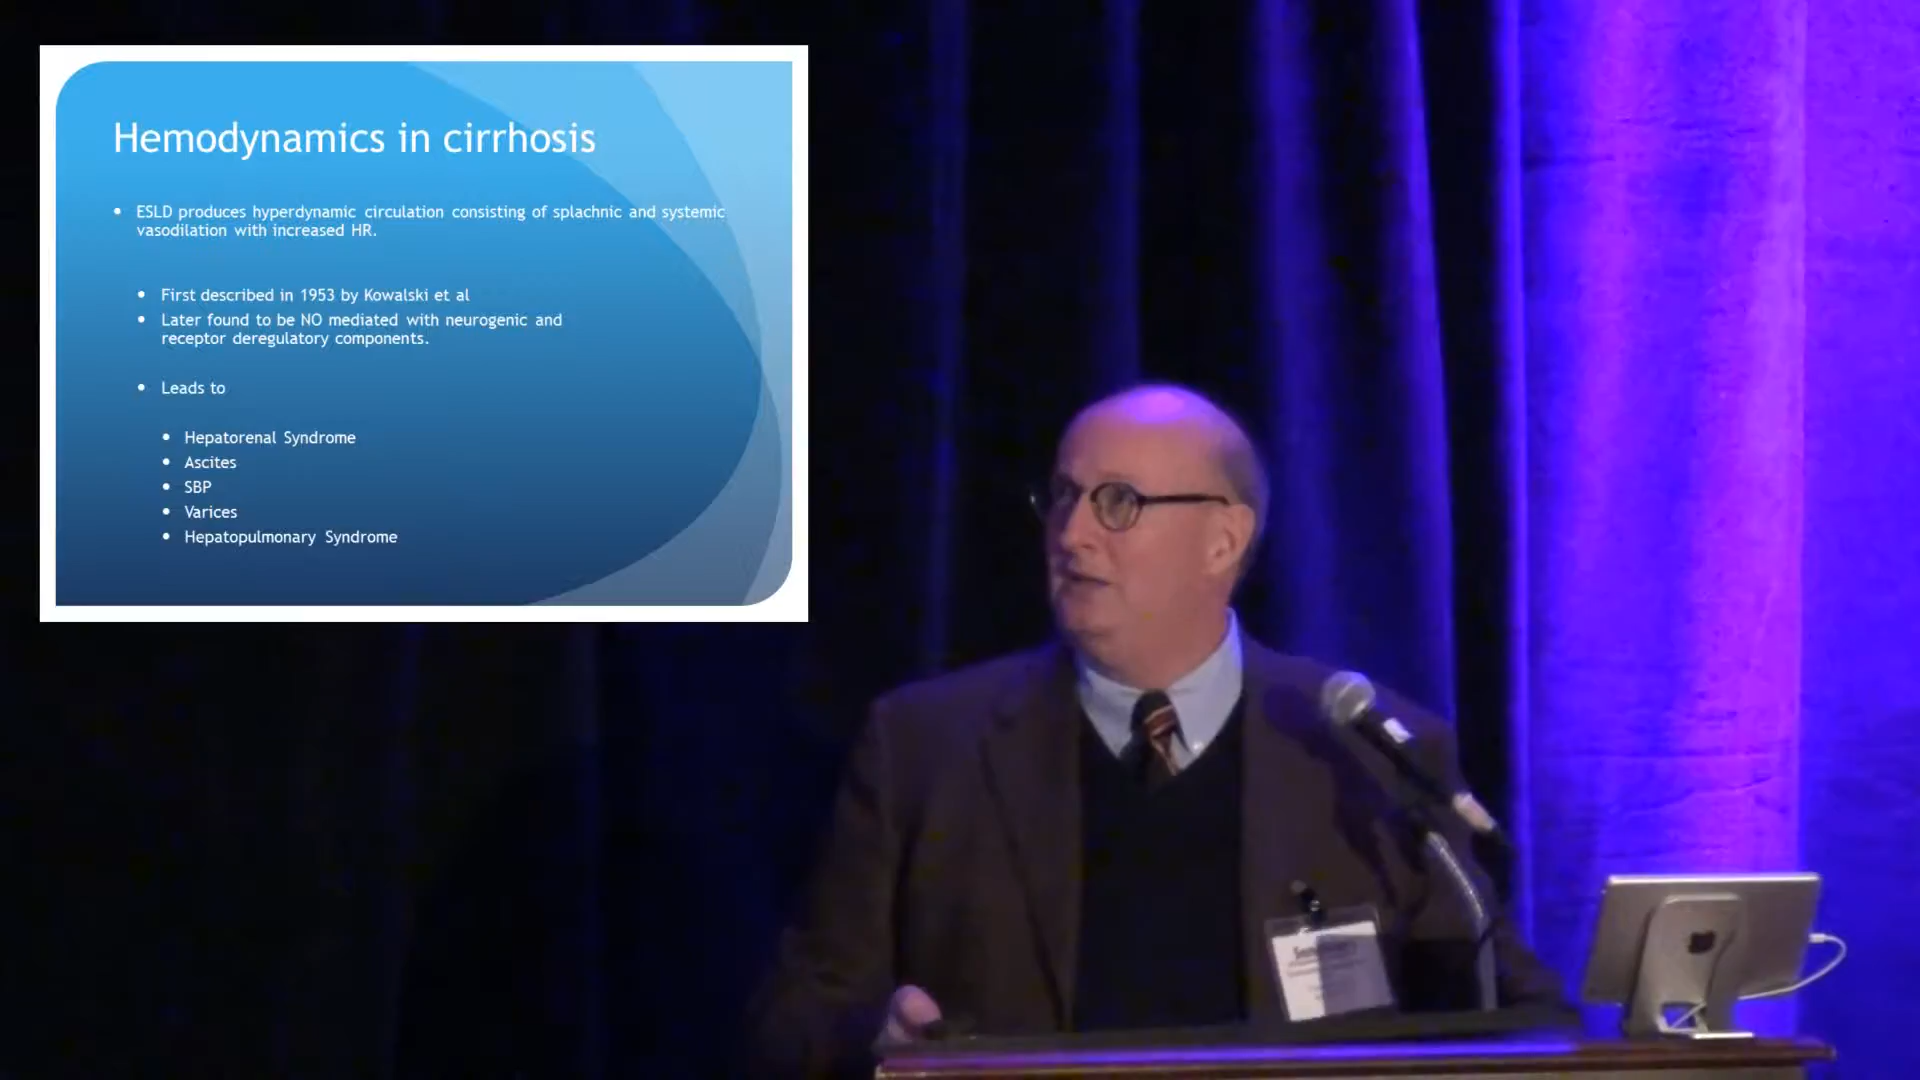 Hemodynamics in cirrhosis
• ESLD produces hyperdynamic circulation consisting of splachnic and systemic
vasodilation with increased HR.
• First described in 1953 by Kowalski et al
• Later found to be NO mediated with neurogenic and
receptor deregulatory components.
• Leads to
• Hepatorenal Syndrome
• Ascites
• SBP
• Varices
• Hepatopulmonary Syndrome